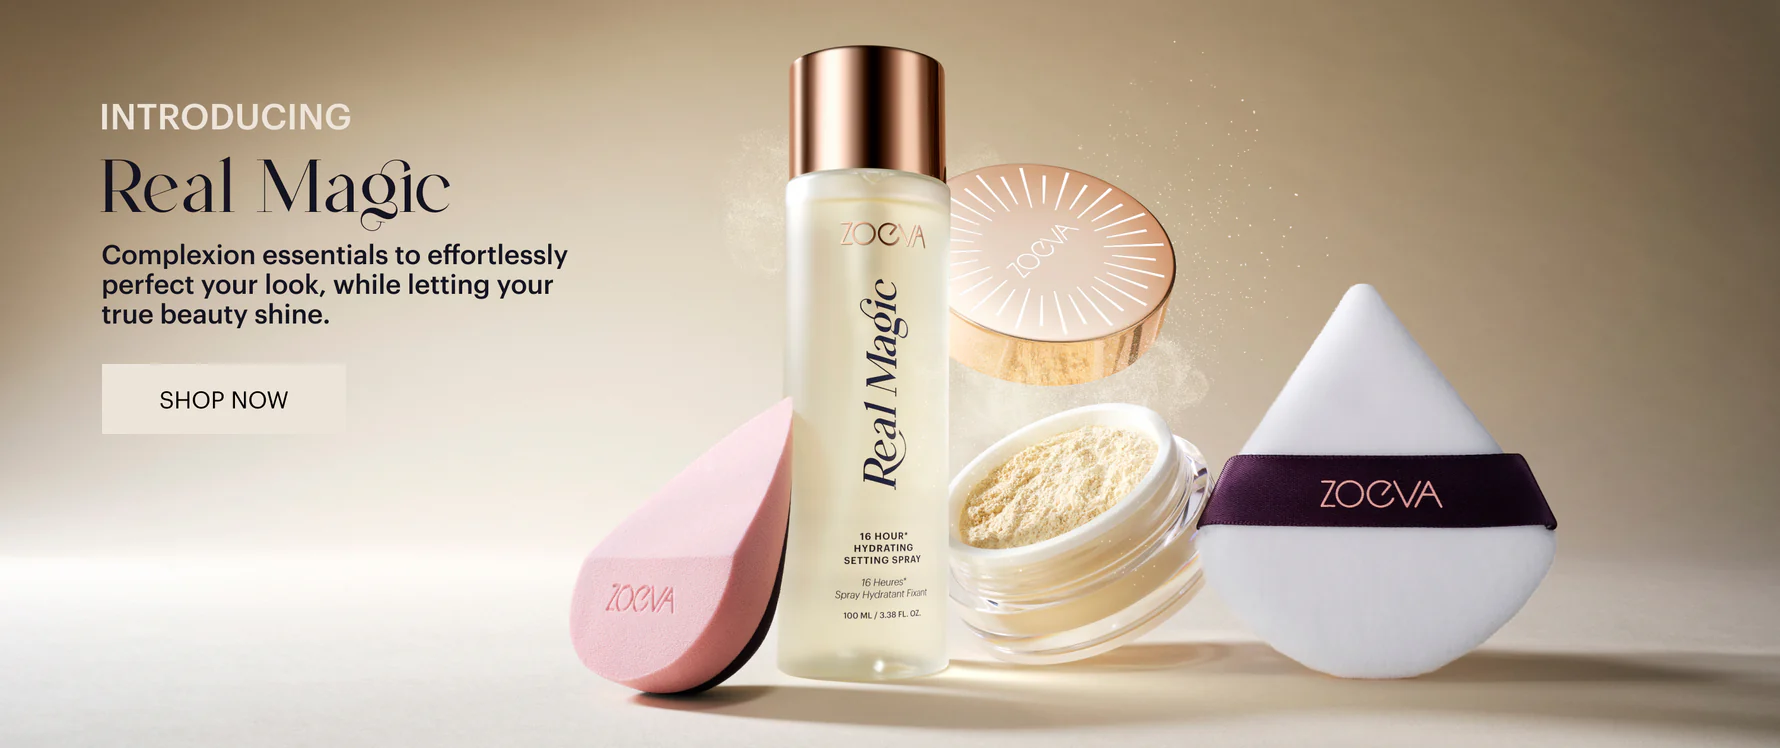 INTRODUCING
Real Magic
Complexion essentials to effortlessly
perfect your look, while letting your
true beauty shine.
SHOP NOW
ZOEVA
Real Magic
16 HOUR*
HYDRATING
SETTING SPRAY
16 Heures*
Spray Hydratant Fixant
100 ML / 3.38 FL. OZ.
ZOEVA
ZOEVA
ZOEVA